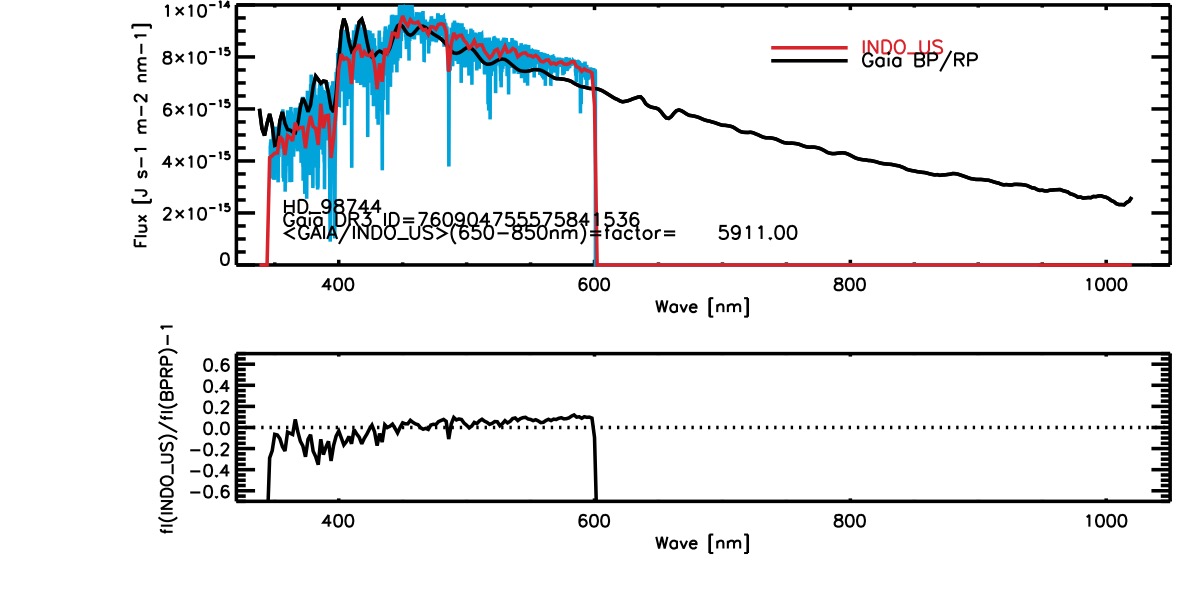 1×10−14
8×10−15
6×10−15
4×10−15
2×10−15
0
Flux [J s−1 m−2 nm−1]
INDO_US
Gaia BP/RP
HD_98744
Gaia DR3 ID=760904755575841536
<GAIA/INDO_US>(650−850nm)=factor= 5911.00
400 600 800 1000
Wave [nm]
fl(INDO_US)/fl(BPRP)−1
0.6
0.4
0.2
0.0
−0.2
−0.4
−0.6
400 600 800 1000
Wave [nm]